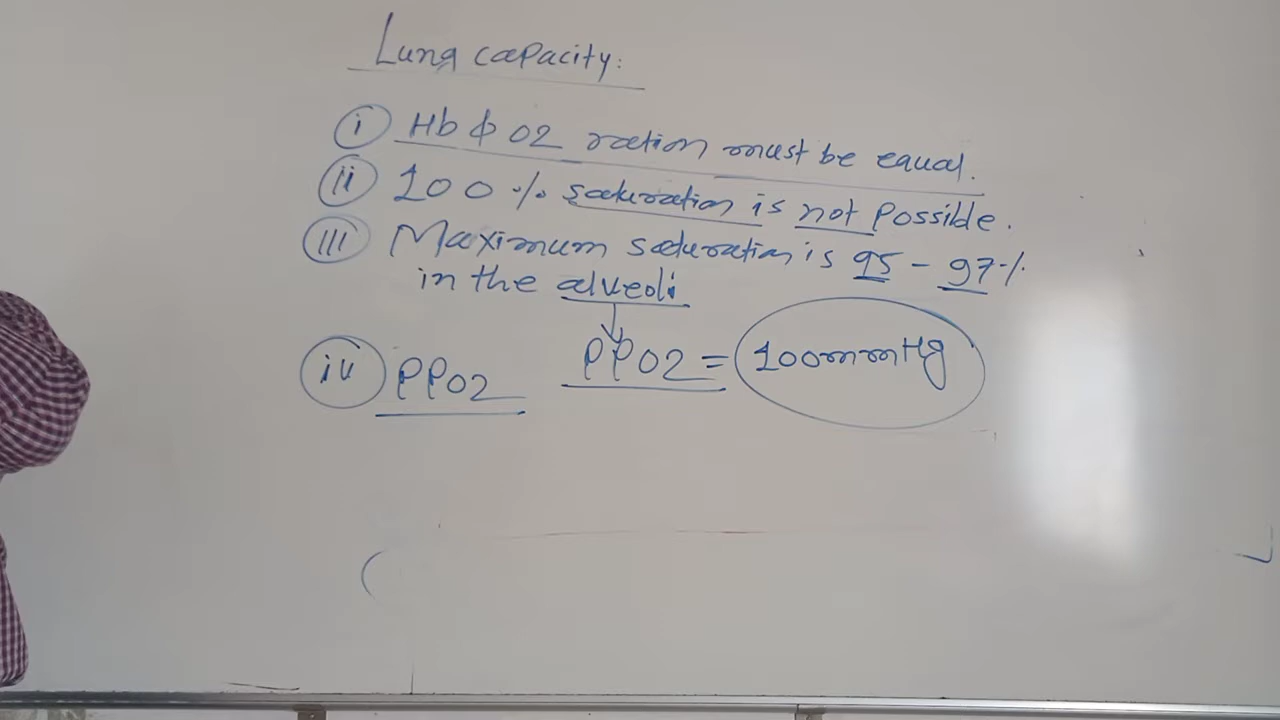 Lung capacity:
i Hb & O2 ration must be equal.
ii 100 % saturation is not possible.
iii Maximum saturation is 95 - 97 %
in the alveoli
iv PPO2 PPO2 = 100mmHg